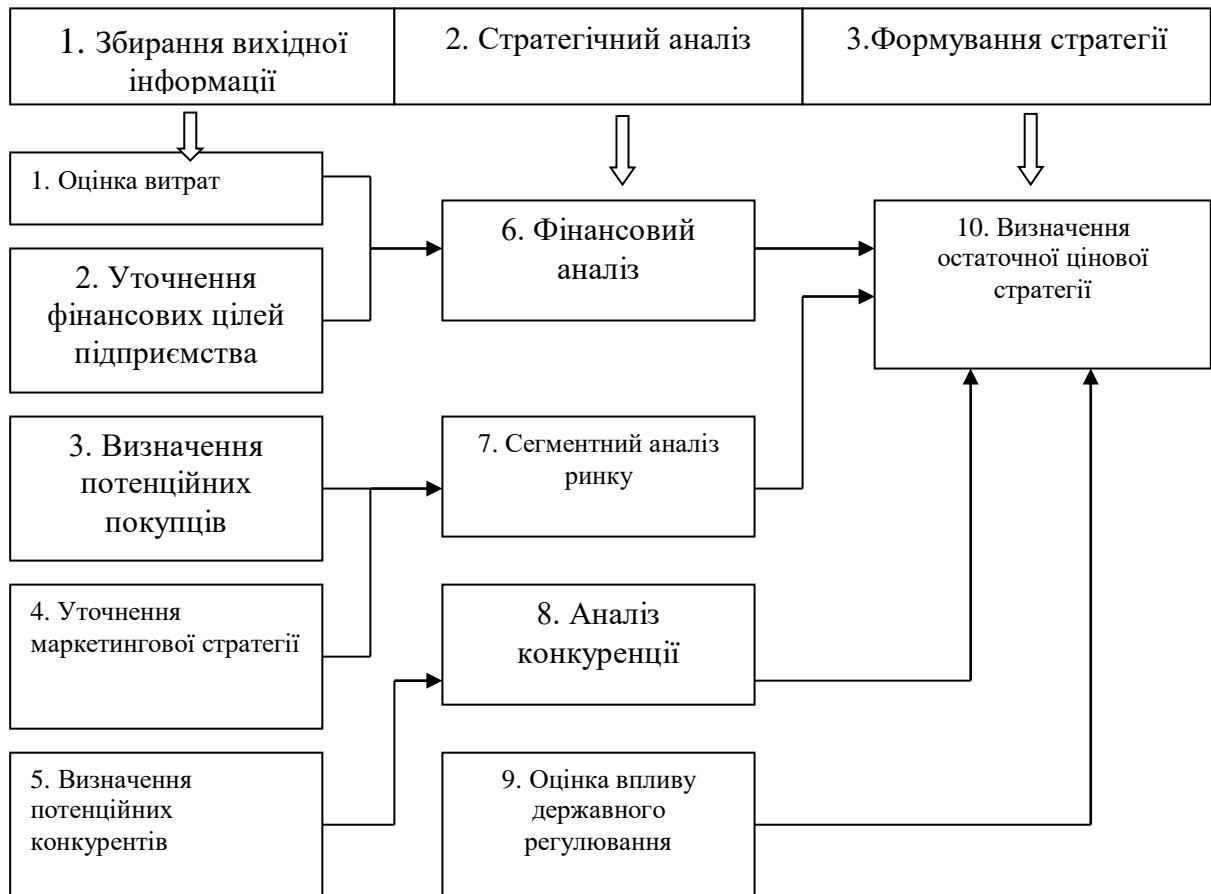 1. Збирання вихідної
інформації
2. Стратегічний аналіз
3.Формування стратегії
1. Оцінка витрат
2. Уточнення
фінансових цілей
підприємства
3. Визначення
потенційних
покупців
4. Уточнення
маркетингової стратегії
5. Визначення
потенційних
конкурентів
6. Фінансовий
аналіз
7. Сегментний аналіз
ринку
8. Аналіз
конкуренції
9. Оцінка впливу
державного
регулювання
10. Визначення
остаточної цінової
стратегії